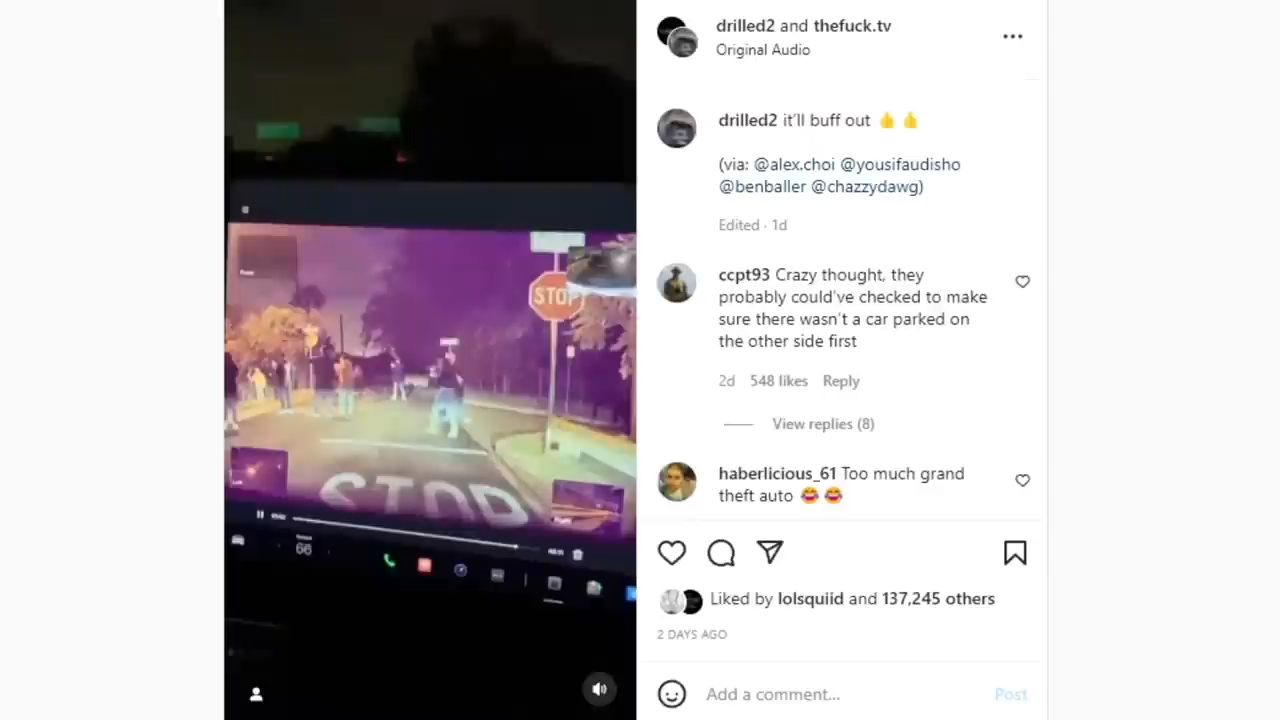 drilled2 and thefuck.tv
Original Audio
drilled2 it'll buff out 👍 👍
(via: @alex.choi @yousifaudisho
@benballer @chazzydawg)
Edited · 1d
ccpt93 Crazy thought, they
probably could've checked to make
sure there wasn't a car parked on
the other side first
2d 548 likes Reply
View replies (8)
haberlicious_61 Too much grand
theft auto 😂 😂
Liked by lolsquiid and 137,245 others
2 DAYS AGO
Add a comment... Post
STOP
STOP
66